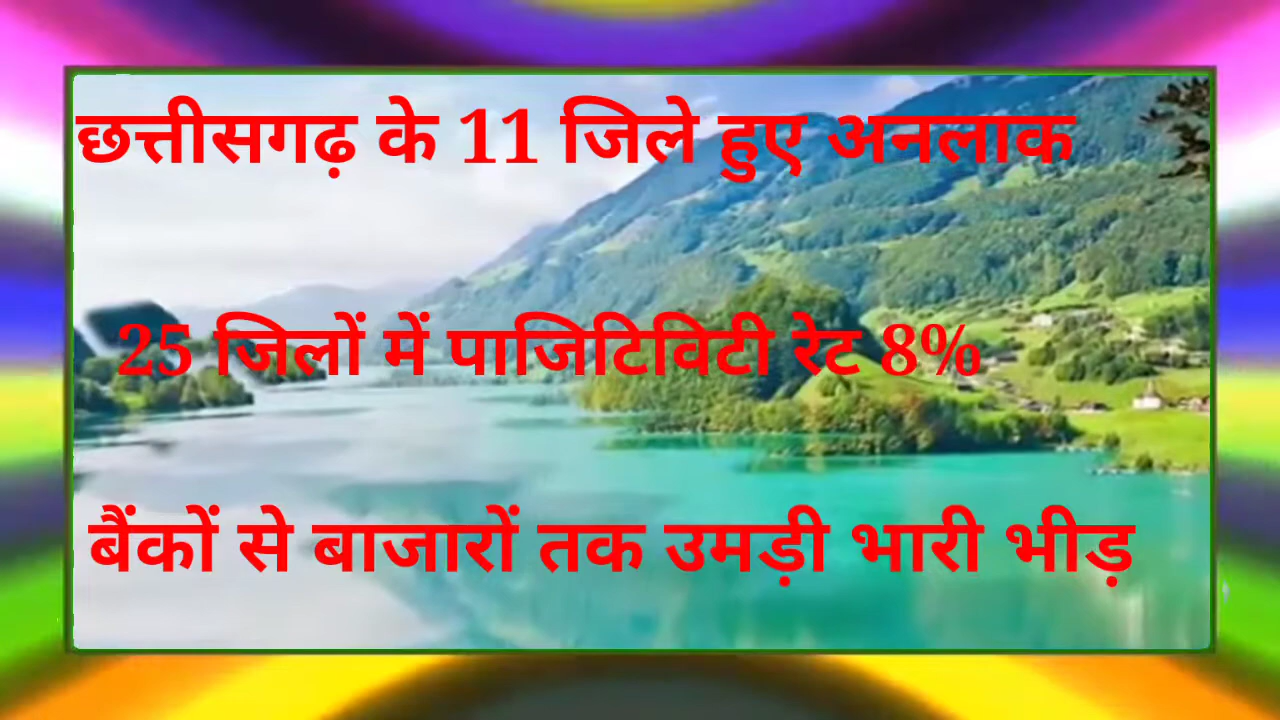 छत्तीसगढ़ के 11 जिले हुए अनलाक
25 जिलों में पाजिटिविटी रेट 8%
बैंकों से बाजारों तक उमड़ी भारी भीड़